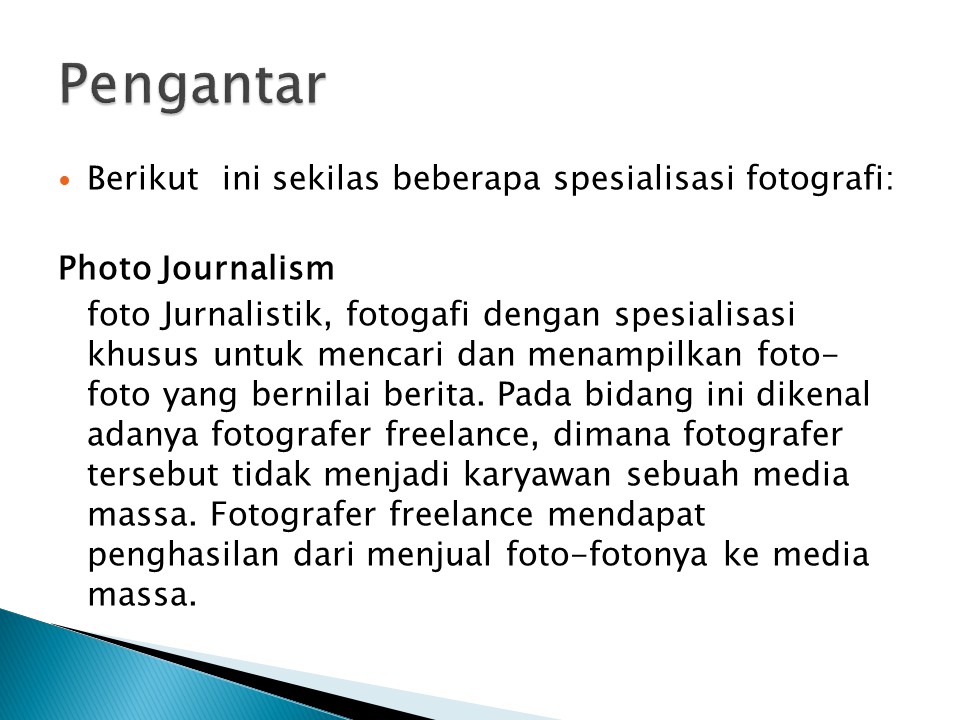 Pengantar
Berikut  ini sekilas beberapa spesialisasi fotografi:
Photo Journalism
foto Jurnalistik, fotogafi dengan spesialisasi
khusus untuk mencari dan menampilkan foto-
foto yang bernilai berita. Pada bidang ini dikenal
adanya fotografer freelance, dimana fotografer
tersebut tidak menjadi karyawan sebuah media
massa. Fotografer freelance mendapat
penghasilan dari menjual foto-fotonya ke media
massa.